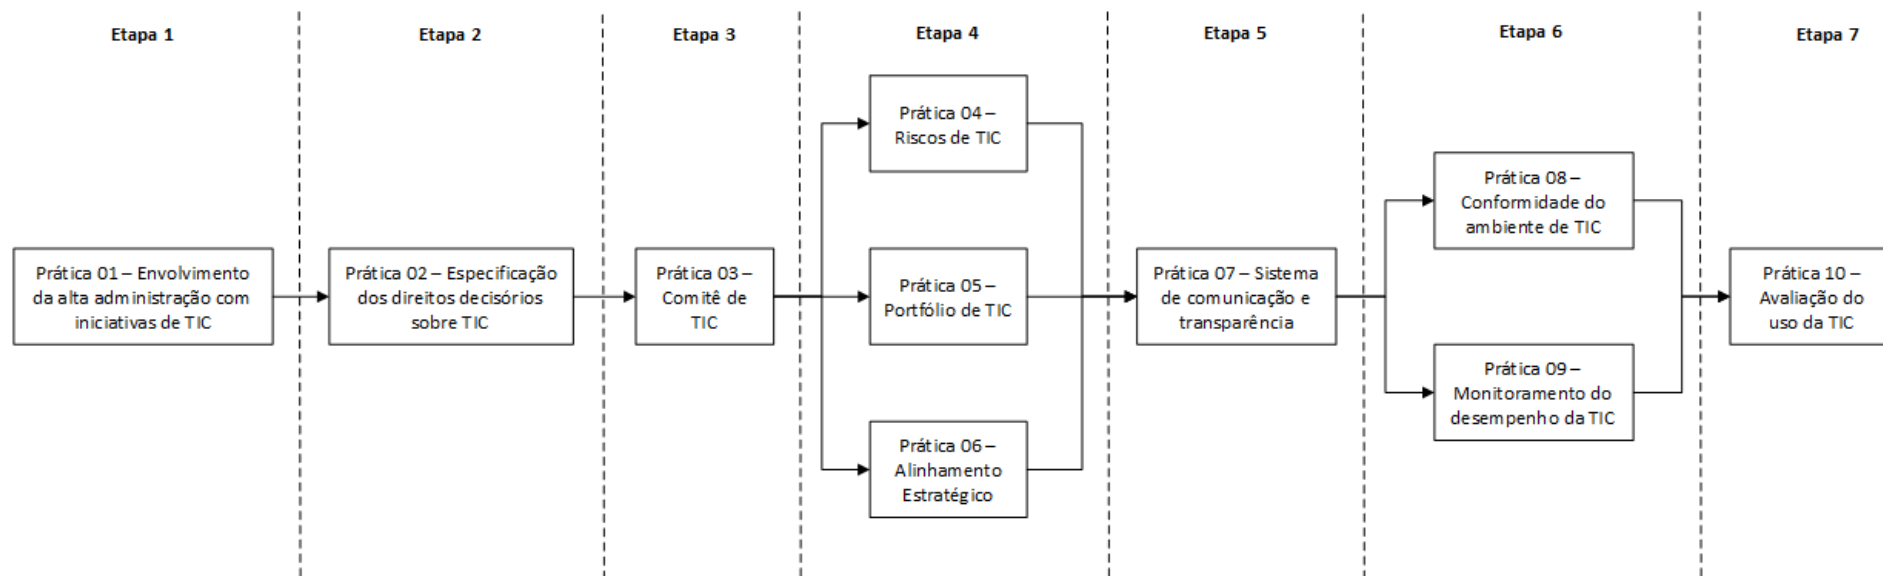 Etapa 1
Etapa 2
Etapa 3
Etapa 4
Etapa 5
Etapa 6
Etapa 7
Prática 01 – Envolvimento
da alta administração com
iniciativas de TIC
Prática 02 – Especificação
dos direitos decisórios
sobre TIC
Prática 03 –
Comitê de
TIC
Prática 04 –
Riscos de TIC
Prática 05 –
Portfólio de TIC
Prática 06 –
Alinhamento
Estratégico
Prática 07 – Sistema
de comunicação e
transparência
Prática 08 –
Conformidade do
ambiente de TIC
Prática 09 –
Monitoramento do
desempenho da TIC
Prática 10 –
Avaliação do
uso da TIC